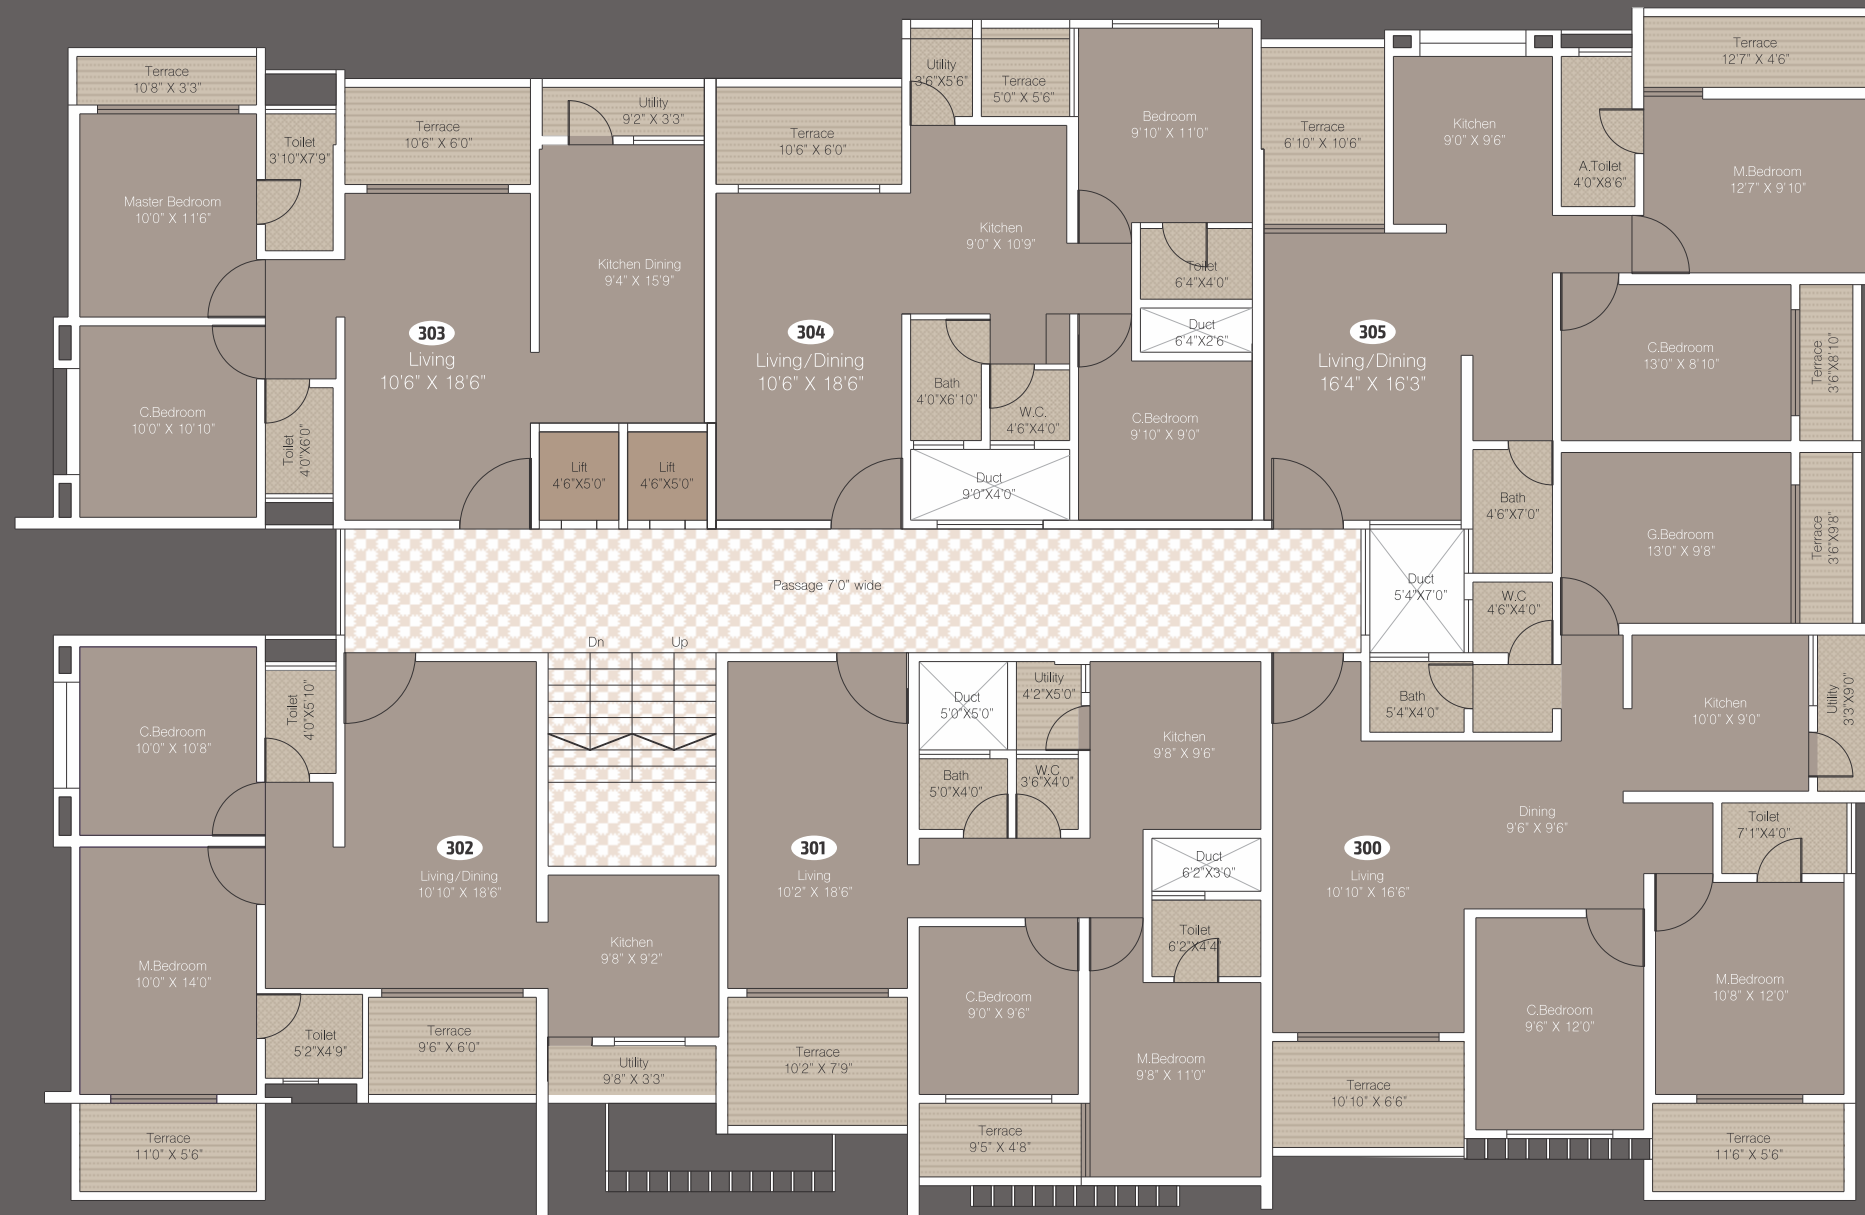 Terrace
10'8" X 3'3"
Master Bedroom
10'0" X 11'6"
Toilet
3'10"X7'9"
Terrace
10'6" X 6'0"
Utility
9'2" X 3'3"
Kitchen Dining
9'4" X 15'9"
303
Living
10'6" X 18'6"
C.Bedroom
10'0" X 10'10"
Toilet
4'0"X6'0"
Lift
4'6"X5'0"
Lift
4'6"X5'0"
Terrace
10'6" X 6'0"
Utility
3'6"X5'6"
Terrace
5'0" X 5'6"
Bedroom
9'10" X 11'0"
Kitchen
9'0" X 10'9"
Toilet
6'4"X4'0"
Duct
6'4"X2'6"
304
Living/Dining
10'6" X 18'6"
Bath
4'0"X6'10"
W.C.
4'6"X4'0"
C.Bedroom
9'10" X 9'0"
Duct
9'0"X4'0"
Terrace
6'10" X 10'6"
Kitchen
9'0" X 9'6"
A.Toilet
4'0"X8'6"
Terrace
12'7" X 4'6"
M.Bedroom
12'7" X 9'10"
305
Living/Dining
16'4" X 16'3"
C.Bedroom
13'0" X 8'10"
Terrace
3'6"X8'10"
Bath
4'6"X7'0"
G.Bedroom
13'0" X 9'8"
Terrace
3'6"X9'8"
Duct
5'4"X7'0"
W.C
4'6"X4'0"
Passage 7'0" wide
Dn
Up
C.Bedroom
10'0" X 10'8"
Toilet
4'0"X5'10"
302
Living/Dining
10'10" X 18'6"
M.Bedroom
10'0" X 14'0"
Kitchen
9'8" X 9'2"
Toilet
5'2"X4'9"
Terrace
9'6" X 6'0"
Utility
9'8" X 3'3"
Terrace
11'0" X 5'6"
301
Living
10'2" X 18'6"
Duct
5'0"X5'0"
Utility
4'2"X5'0"
Kitchen
9'8" X 9'6"
Bath
5'0"X4'0"
W.C
3'6"X4'0"
Duct
6'2"X3'0"
Toilet
6'2"X4'4"
C.Bedroom
9'0" X 9'6"
M.Bedroom
9'8" X 11'0"
Terrace
10'2" X 7'9"
Terrace
9'5" X 4'8"
Bath
5'4"X4'0"
Kitchen
10'0" X 9'0"
Utility
3'3"X9'0"
Dining
9'6" X 9'6"
Toilet
7'1"X4'0"
300
Living
10'10" X 16'6"
C.Bedroom
9'6" X 12'0"
M.Bedroom
10'8" X 12'0"
Terrace
10'10" X 6'6"
Terrace
11'6" X 5'6"